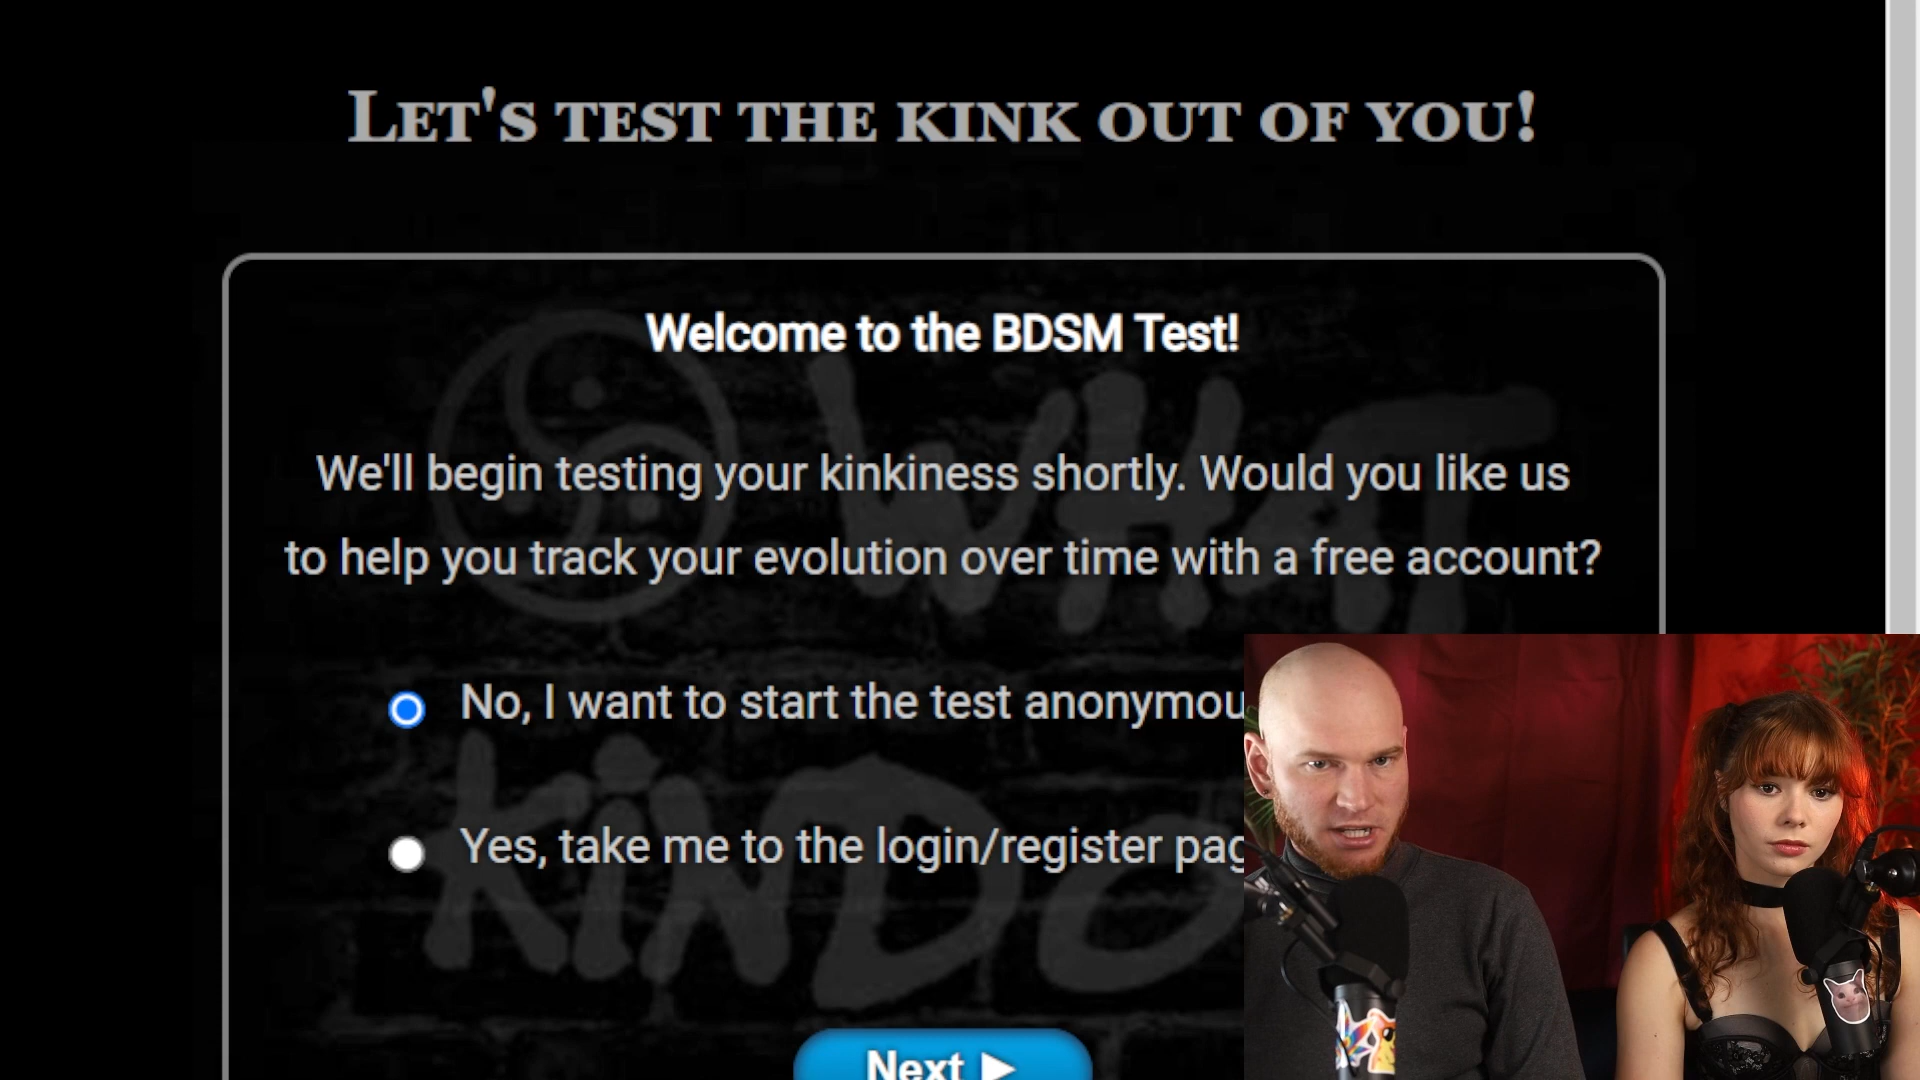 LET'S TEST THE KINK OUT OF YOU!
Welcome to the BDSM Test!
We'll begin testing your kinkiness shortly. Would you like us
to help you track your evolution over time with a free account?
No, I want to start the test anonymou
Yes, take me to the login/register pag
Next ▶
WHAT
KiND O